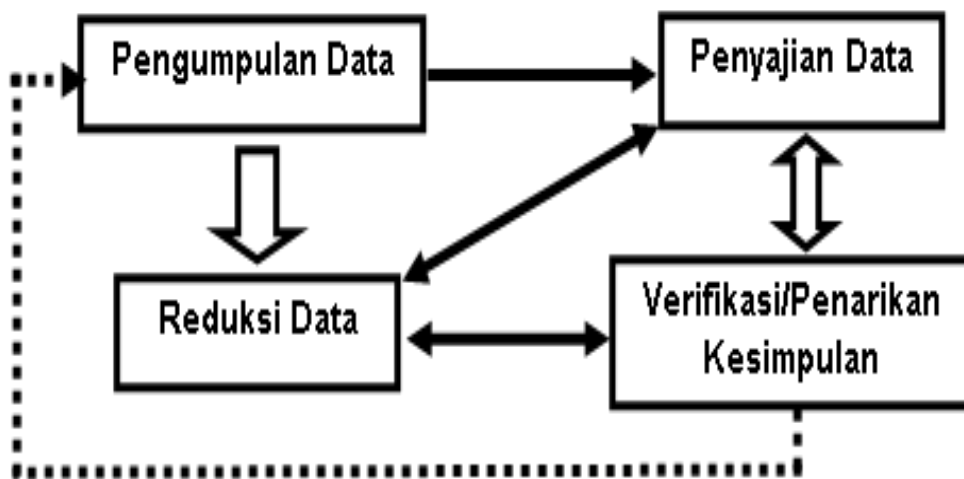 Pengumpulan Data
Penyajian Data
Reduksi Data
Verifikasi/Penarikan
Kesimpulan